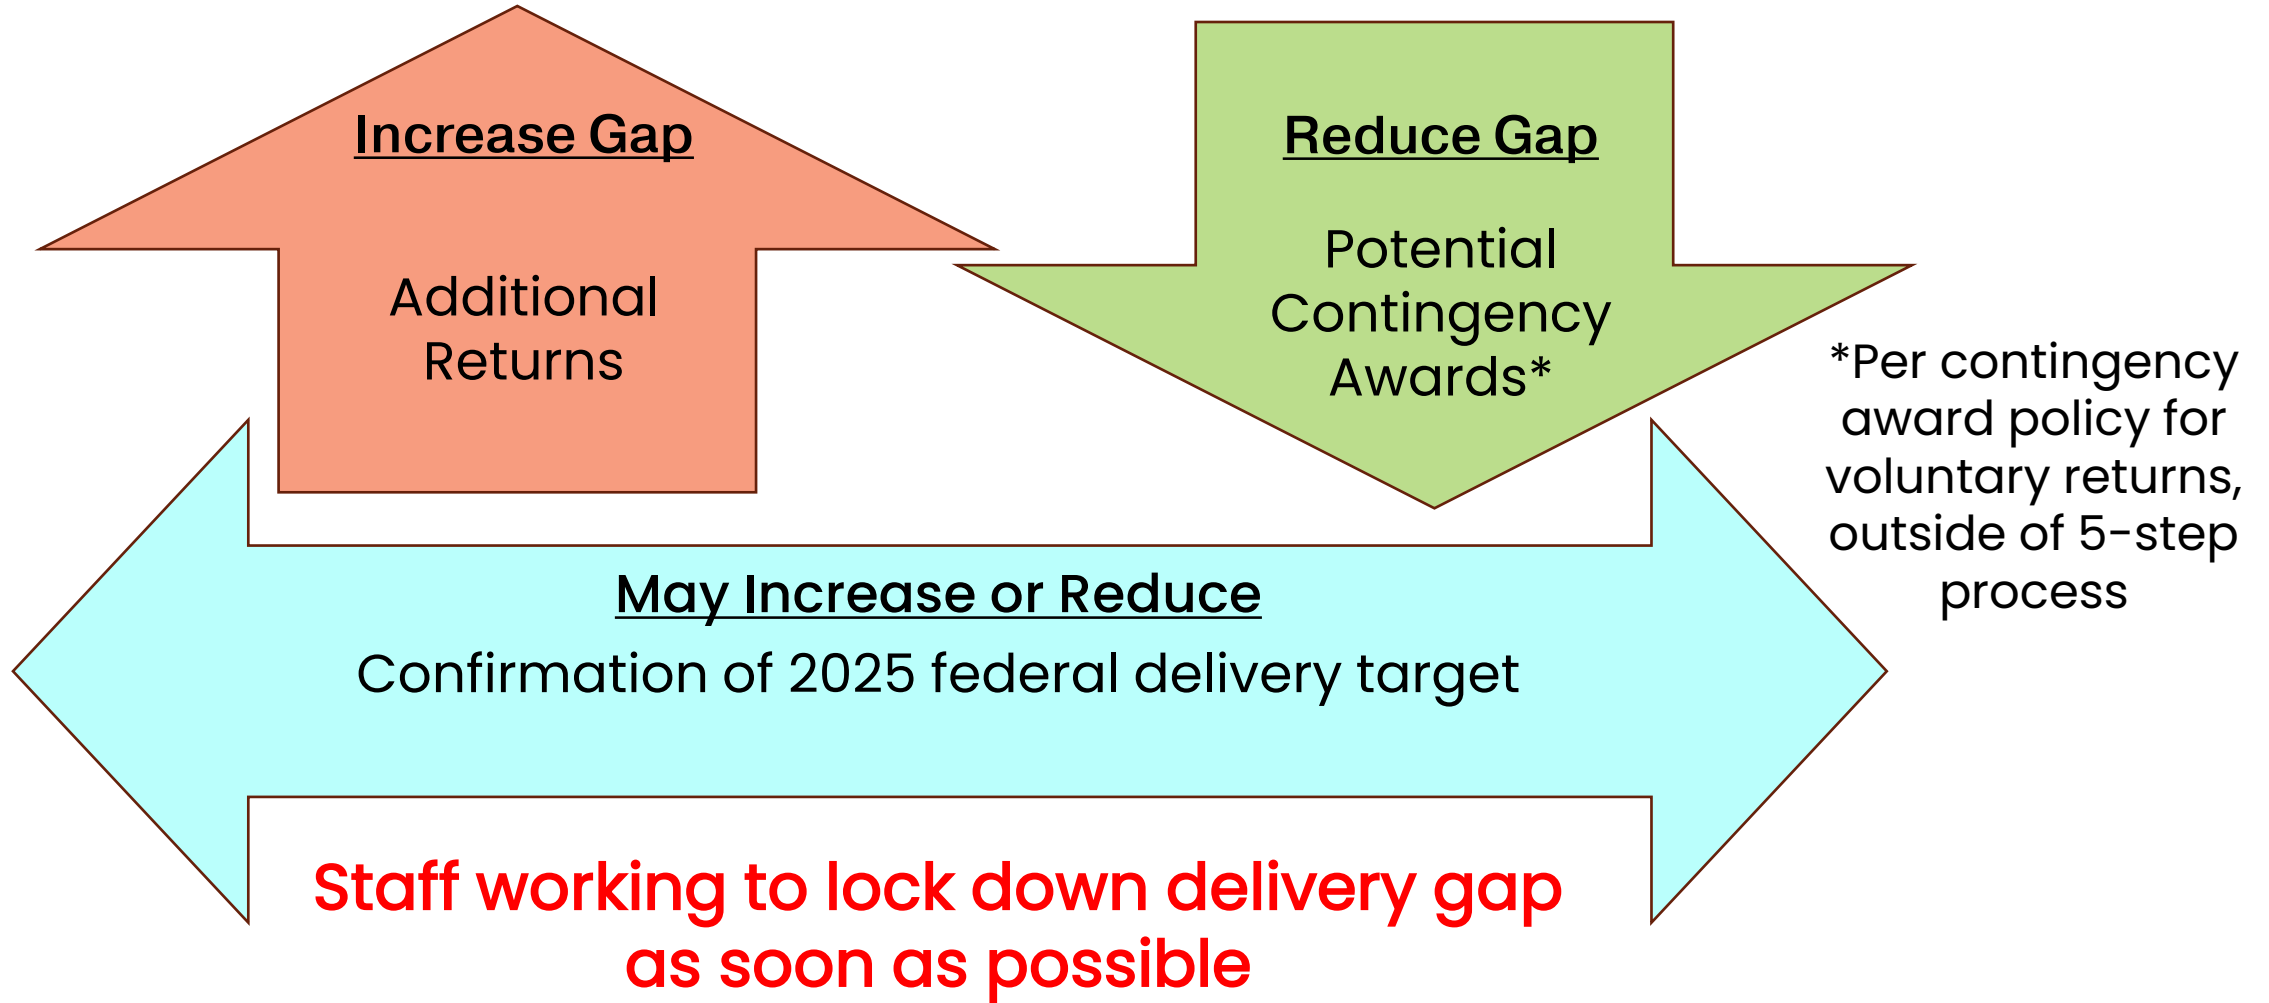 Increase Gap
Additional
Returns
Reduce Gap
Potential
Contingency
Awards*
*Per contingency
award policy for
voluntary returns,
outside of 5-step
process
May Increase or Reduce
Confirmation of 2025 federal delivery target
Staff working to lock down delivery gap
as soon as possible